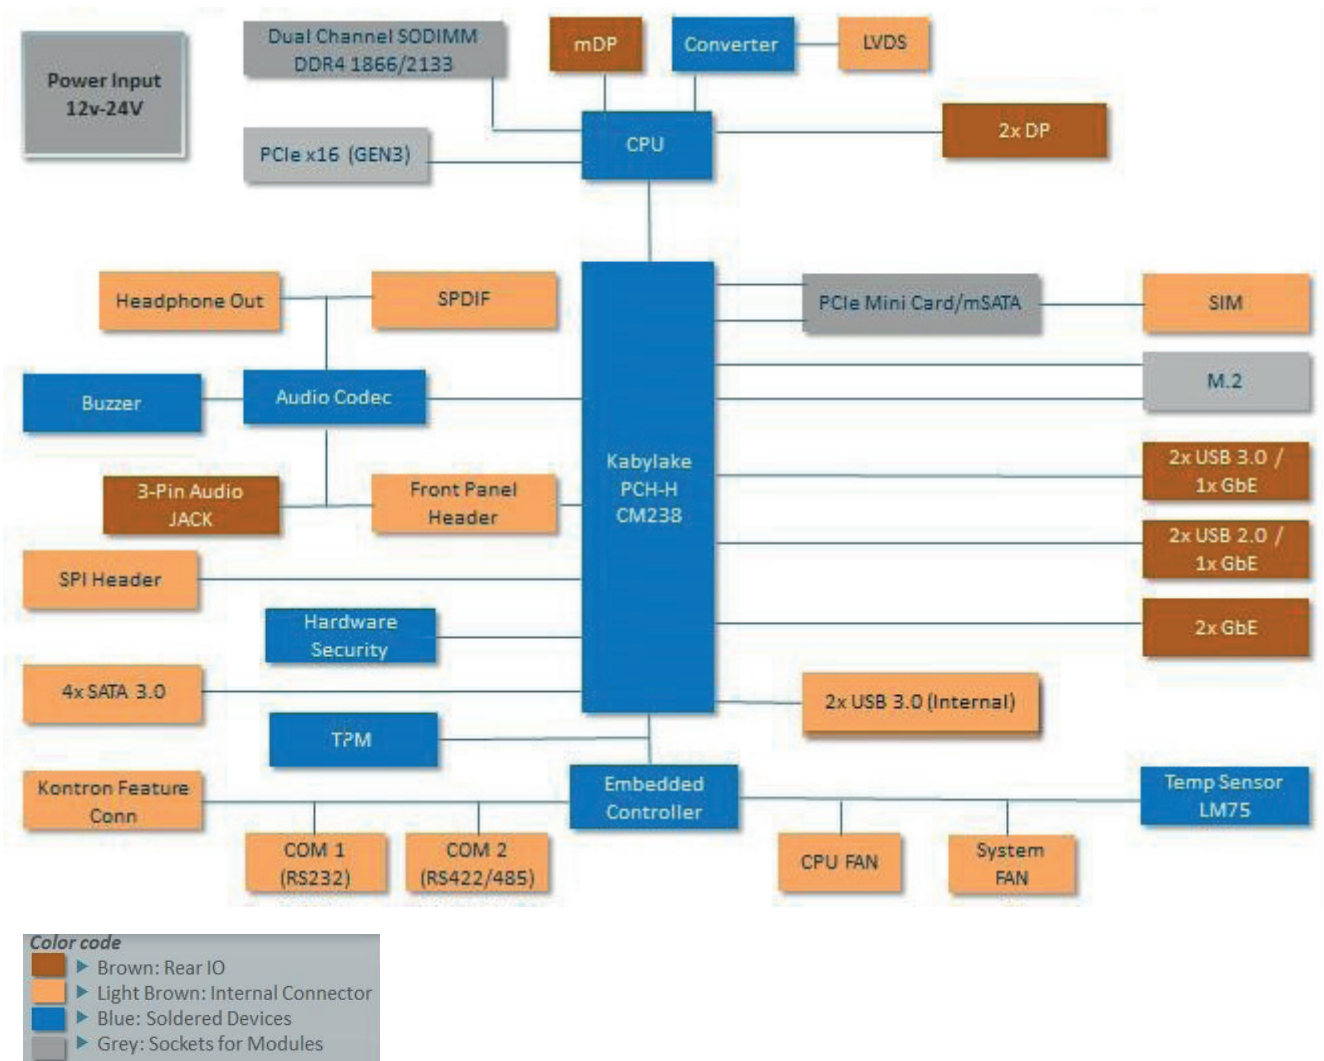 Power Input
12v-24V
Dual Channel SODIMM
DDR4 1866/2133
mDP
Converter
LVDS
PCIe x16 (GEN3)
CPU
2x DP
Headphone Out
SPDIF
PCIe Mini Card/mSATA
SIM
Buzzer
Audio Codec
M.2
Kabylake
PCH-H
CM238
2x USB 3.0 /
1x GbE
3-Pin Audio
JACK
Front Panel
Header
2x USB 2.0 /
1x GbE
SPI Header
Hardware
Security
2x GbE
4x SATA 3.0
2x USB 3.0 (Internal)
TPM
Kontron Feature
Conn
Embedded
Controller
Temp Sensor
LM75
COM 1
(RS232)
COM 2
(RS422/485)
CPU FAN
System
FAN
Color code
Brown: Rear IO
Light Brown: Internal Connector
Blue: Soldered Devices
Grey: Sockets for Modules